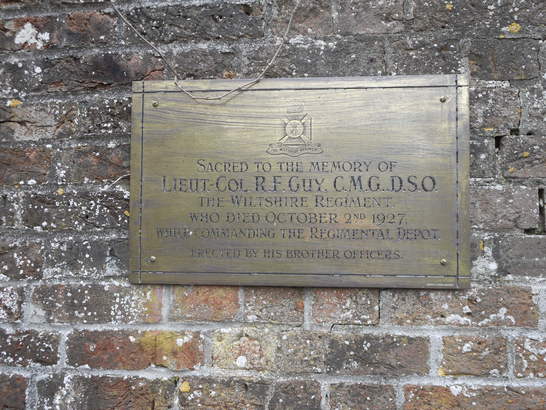 SACRED TO THE MEMORY OF
LIEUT-COL R.F. GUY, C.M.G. D.S.O.
THE WILTSHIRE REGIMENT.
WHO DIED OCTOBER 2ND 1927.
WHILE COMMANDING THE REGIMENTAL DEPOT.
ERECTED BY HIS BROTHER OFFICERS.